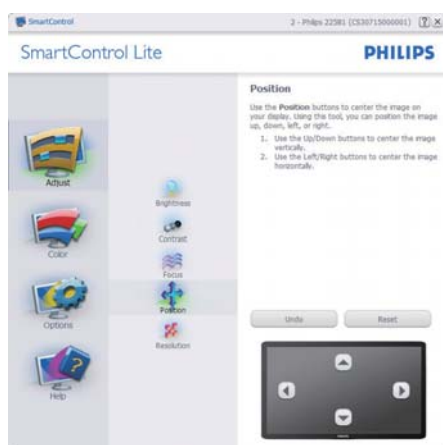 SmartControl
2 - Philips 225B1 (CS30715000001)
SmartControl Lite
PHILIPS
Adjust
Color
Options
Help
Brightness
Contrast
Focus
Position
Resolution
Position
Use the Position buttons to center the image on
your display. Using the tool, you can position the image
up, down, left, or right.
1. Use the Up/Down buttons to center the image
vertically.
2. Use the Left/Right buttons to center the image
horizontally.
Undo
Reset